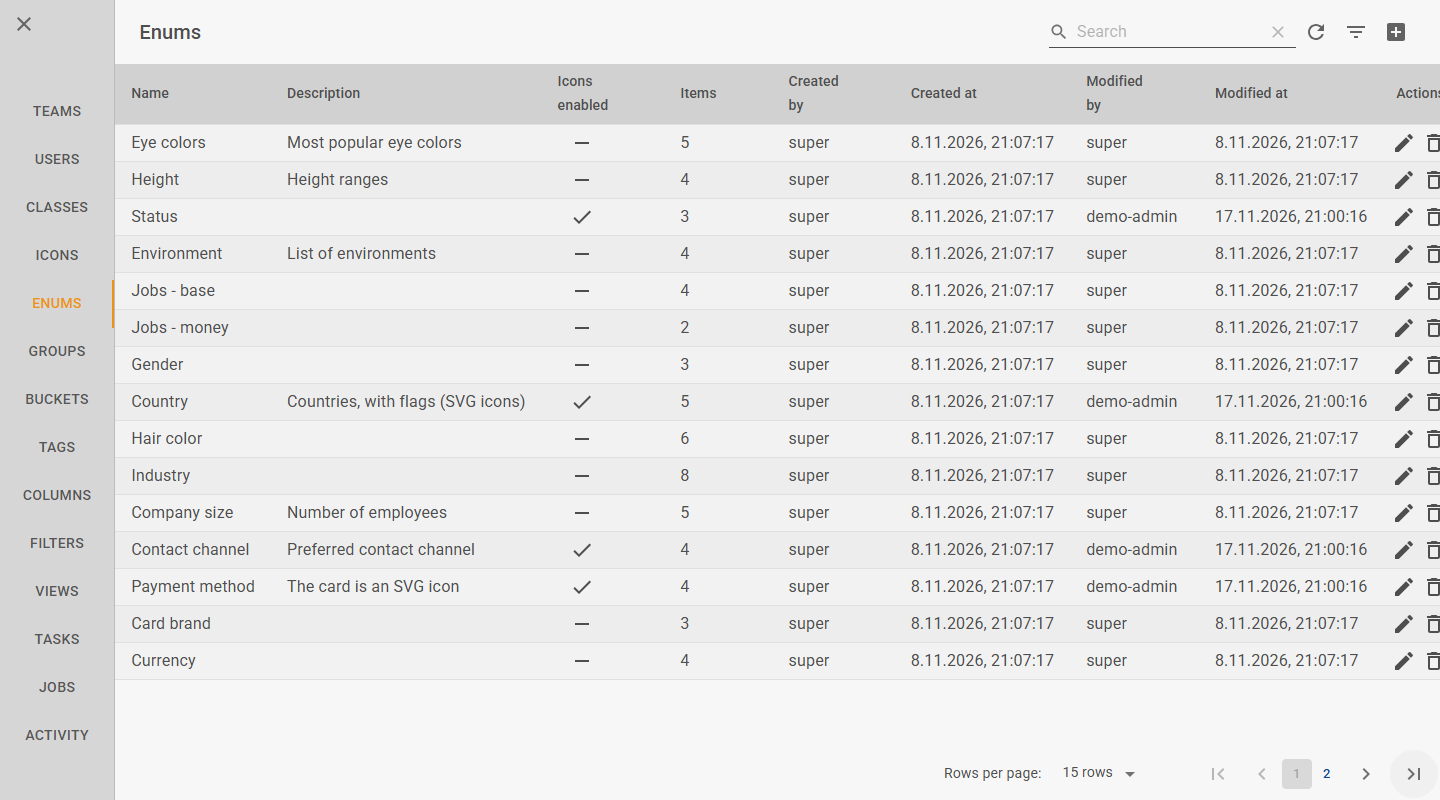 Enums
Search
TEAMS
USERS
CLASSES
ICONS
ENUMS
GROUPS
BUCKETS
TAGS
COLUMNS
FILTERS
VIEWS
TASKS
JOBS
ACTIVITY
Name Description Icons enabled Items Created by Created at Modified by Modified at Actions
Eye colors Most popular eye colors 5 super 8.11.2026, 21:07:17 super 8.11.2026, 21:07:17
Height Height ranges 4 super 8.11.2026, 21:07:17 super 8.11.2026, 21:07:17
Status 3 super 8.11.2026, 21:07:17 demo-admin 17.11.2026, 21:00:16
Environment List of environments 4 super 8.11.2026, 21:07:17 super 8.11.2026, 21:07:17
Jobs - base 4 super 8.11.2026, 21:07:17 super 8.11.2026, 21:07:17
Jobs - money 2 super 8.11.2026, 21:07:17 super 8.11.2026, 21:07:17
Gender 3 super 8.11.2026, 21:07:17 super 8.11.2026, 21:07:17
Country Countries, with flags (SVG icons) 5 super 8.11.2026, 21:07:17 demo-admin 17.11.2026, 21:00:16
Hair color 6 super 8.11.2026, 21:07:17 super 8.11.2026, 21:07:17
Industry 8 super 8.11.2026, 21:07:17 super 8.11.2026, 21:07:17
Company size Number of employees 5 super 8.11.2026, 21:07:17 super 8.11.2026, 21:07:17
Contact channel Preferred contact channel 4 super 8.11.2026, 21:07:17 demo-admin 17.11.2026, 21:00:16
Payment method The card is an SVG icon 4 super 8.11.2026, 21:07:17 demo-admin 17.11.2026, 21:00:16
Card brand 3 super 8.11.2026, 21:07:17 super 8.11.2026, 21:07:17
Currency 4 super 8.11.2026, 21:07:17 super 8.11.2026, 21:07:17
Rows per page: 15 rows 1 2